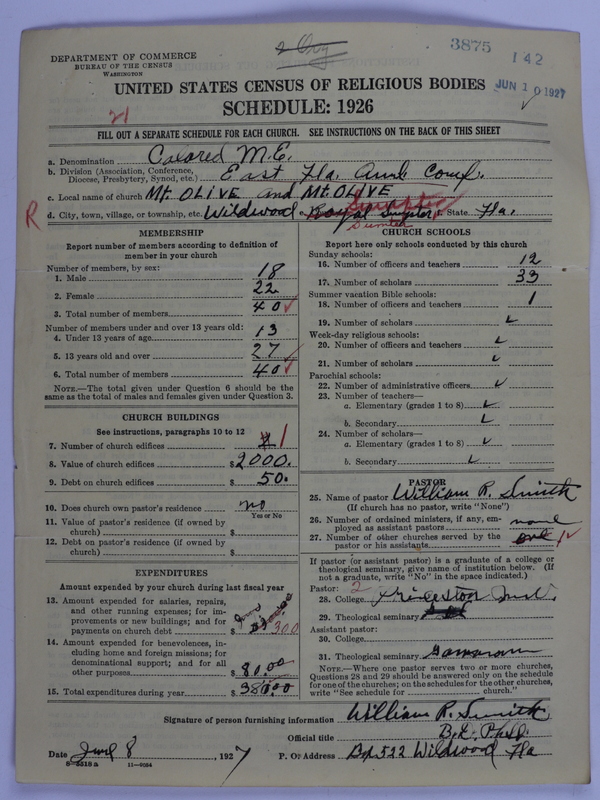 3875
142
JUN 10 1927
DEPARTMENT OF COMMERCE
BUREAU OF THE CENSUS
WASHINGTON
UNITED STATES CENSUS OF RELIGIOUS BODIES
SCHEDULE: 1926
21
FILL OUT A SEPARATE SCHEDULE FOR EACH CHURCH. SEE INSTRUCTIONS ON THE BACK OF THIS SHEET
a. Denomination Colored M.E.
b. Division (Association, Conference, Diocese, Presbytery, Synod, etc.) East Fla. Annl Conf.
c. Local name of church Mt. OLIVE and Mt. OLIVE
R
d. City, town, village, or township, etc. Wildwood Sumpter State Fla.
MEMBERSHIP
Report number of members according to definition of member in your church
Number of members, by sex:
1. Male 18
2. Female 22
3. Total number of members 40
Number of members under and over 13 years old:
4. Under 13 years of age 13
5. 13 years old and over 27
6. Total number of members 40
NOTE.—The total given under Question 6 should be the same as the total of males and females given under Question 3.
CHURCH BUILDINGS
See instructions, paragraphs 10 to 12
7. Number of church edifices 1
8. Value of church edifices $2000.
9. Debt on church edifices $50.
10. Does church own pastor's residence no
Yes or No
11. Value of pastor's residence (if owned by church) $
12. Debt on pastor's residence (if owned by church) $
EXPENDITURES
Amount expended by your church during last fiscal year
13. Amount expended for salaries, repairs, and other running expenses; for improvements or new buildings; and for payments on church debt $300
14. Amount expended for benevolences, including home and foreign missions; for denominational support; and for all other purposes $80.00
15. Total expenditures during year $380.00
CHURCH SCHOOLS
Report here only schools conducted by this church
Sunday schools:
16. Number of officers and teachers 12
17. Number of scholars 33
Summer vacation Bible schools:
18. Number of officers and teachers 1
19. Number of scholars
Week-day religious schools:
20. Number of officers and teachers
21. Number of scholars
Parochial schools:
22. Number of administrative officers
23. Number of teachers—
a. Elementary (grades 1 to 8)
b. Secondary
24. Number of scholars—
a. Elementary (grades 1 to 8)
b. Secondary
PASTOR
25. Name of pastor William R. Smith
(If church has no pastor, write "None")
26. Number of ordained ministers, if any, employed as assistant pastors none
27. Number of other churches served by the pastor or his assistants one
If pastor (or assistant pastor) is a graduate of a college or theological seminary, give name of institution below. (If not a graduate, write "No" in the space indicated.)
Pastor: 2
28. College Princeton Inst.
29. Theological seminary
Assistant pastor:
30. College
31. Theological seminary Gammon
NOTE.—Where one pastor serves two or more churches, Questions 28 and 29 should be answered only on the schedule for one of the churches; on the schedules for the other churches, write "See schedule for church."
Signature of person furnishing information William R. Smith
Official title
Date June 8, 1927 P. O. Address Bx 522 Wildwood Fla
8-5518a 11-9054